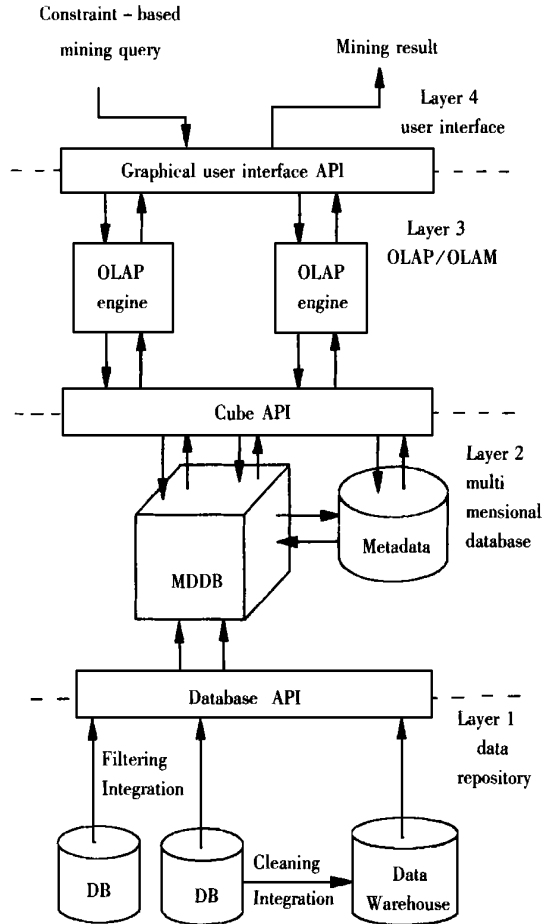 Constraint - based
mining query
Mining result
Layer 4
user interface
Graphical user interface API
Layer 3
OLAP/OLAM
OLAP
engine
OLAP
engine
Cube API
Layer 2
multi
mensional
database
Metadata
MDDB
Database API
Layer 1
data
repository
Filtering
Integration
DB
DB
Cleaning
Integration
Data
Warehouse